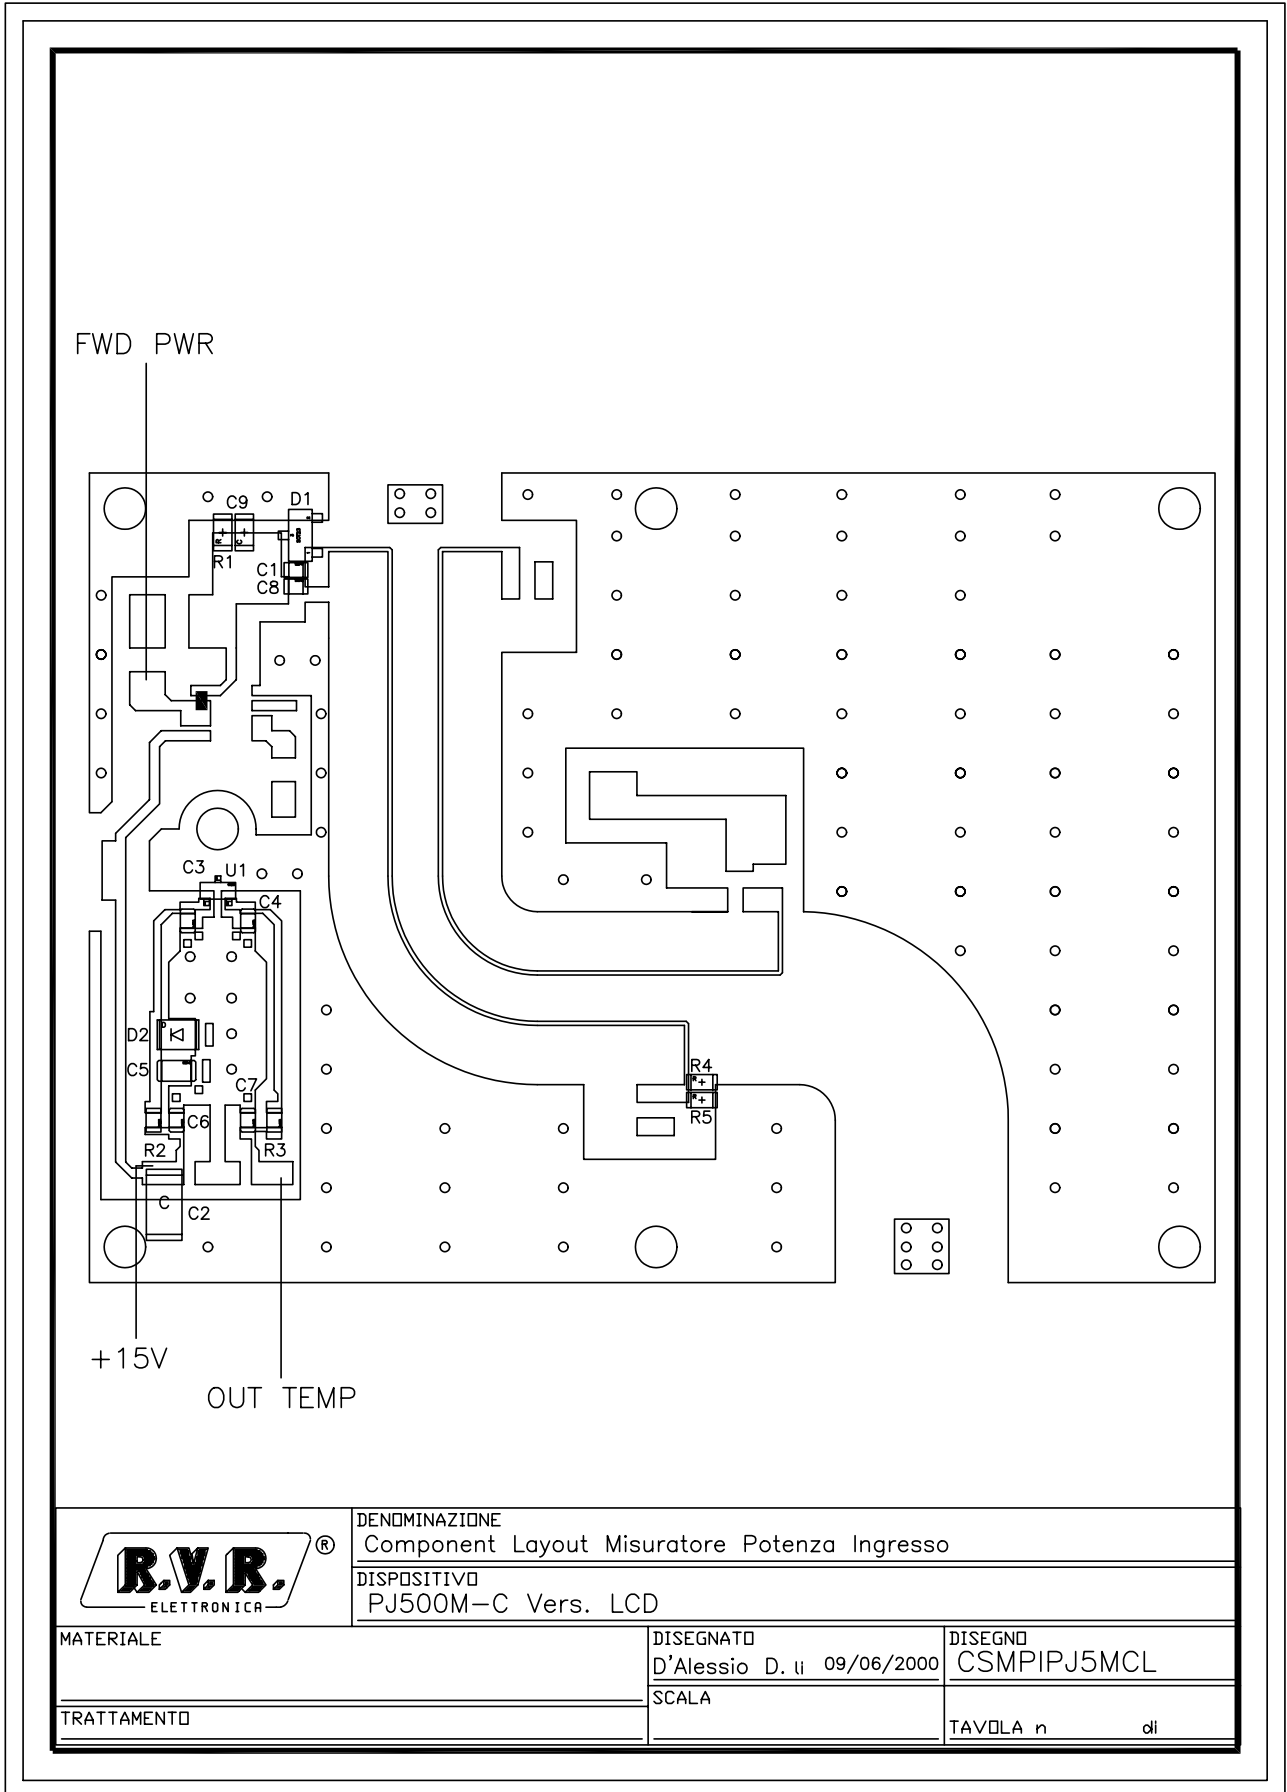 FWD PWR
C9 D1
R1
C1
C8
C3 U1
C4
D2
C5
C7
R4
R5
C6
R2 R3
C
C2
+15V
OUT TEMP
R.V.R. ®
ELETTRONICA
DENOMINAZIONE
Component Layout Misuratore Potenza Ingresso
DISPOSITIVO
PJ500M-C Vers. LCD
MATERIALE
TRATTAMENTO
DISEGNATO
D'Alessio D. li 09/06/2000
DISEGNO
CSMPIPJ5MCL
SCALA
TAVOLA n di